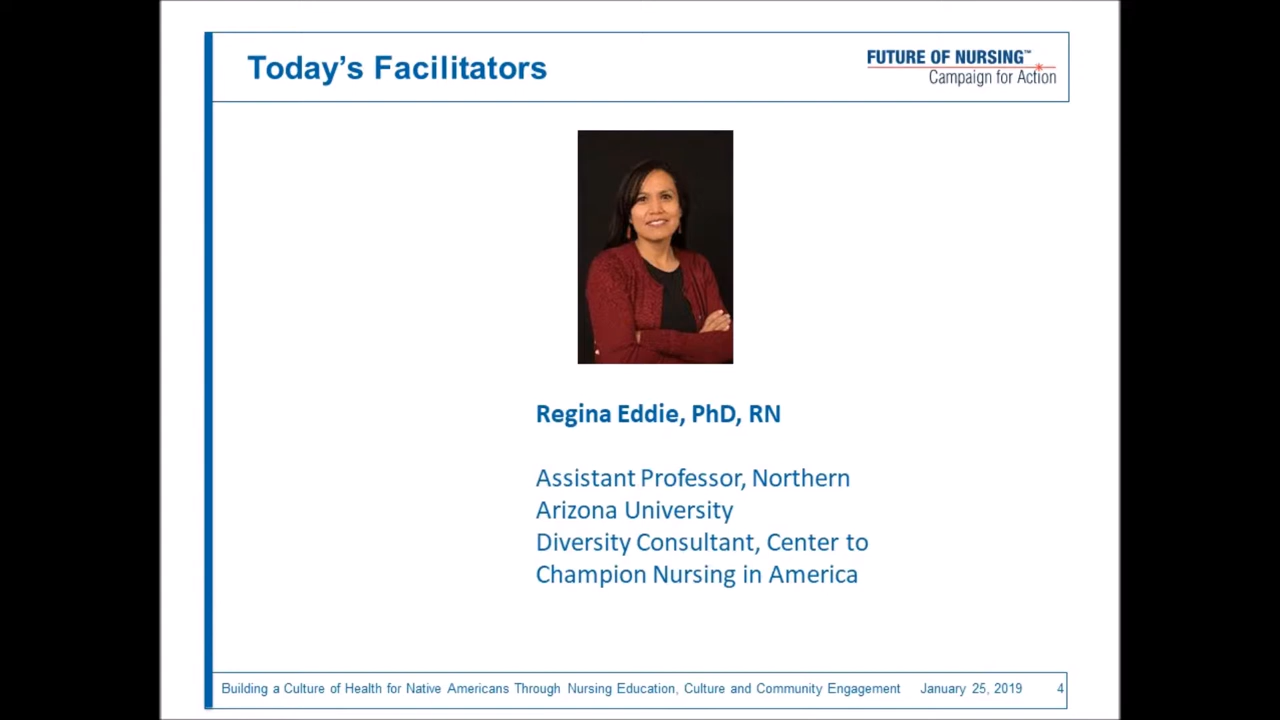 Today's Facilitators
FUTURE OF NURSING™
Campaign for Action
Regina Eddie, PhD, RN
Assistant Professor, Northern
Arizona University
Diversity Consultant, Center to
Champion Nursing in America
Building a Culture of Health for Native Americans Through Nursing Education, Culture and Community Engagement January 25, 2019 4